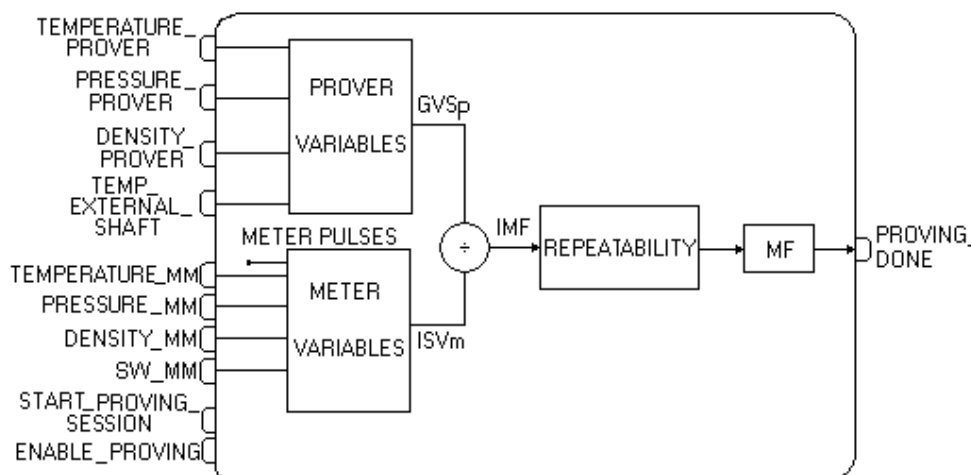 TEMPERATURE_
PROVER
PRESSURE_
PROVER
DENSITY_
PROVER
TEMP_
EXTERNAL_
SHAFT
PROVER
VARIABLES
GVSp
METER PULSES
TEMPERATURE_MM
PRESSURE_MM
DENSITY_MM
SW_MM
START_PROVING_
SESSION
ENABLE_PROVING
METER
VARIABLES
ISVm
÷
IMF
REPEATABILITY
MF
PROVING_
DONE